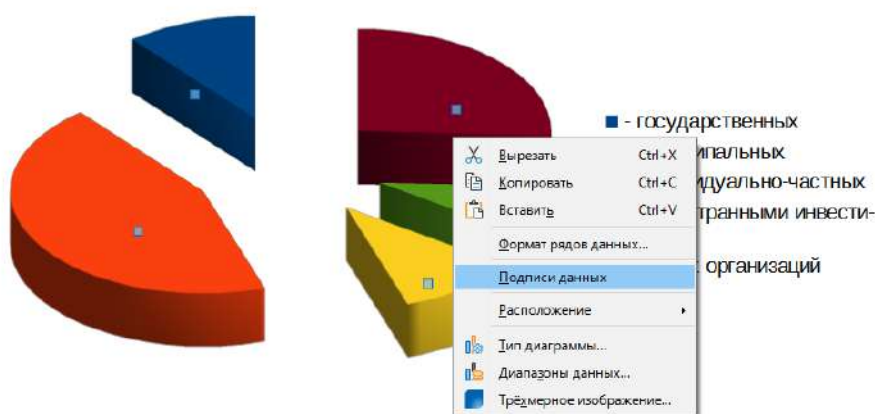 - государственных
ипальных
идуально-частных
транными инвести-
организаций
Вырезать Ctrl+X
Копировать Ctrl+C
Вставить Ctrl+V
Формат рядов данных...
Подписи данных
Расположение
Тип диаграммы...
Диапазоны данных...
Трёхмерное изображение...